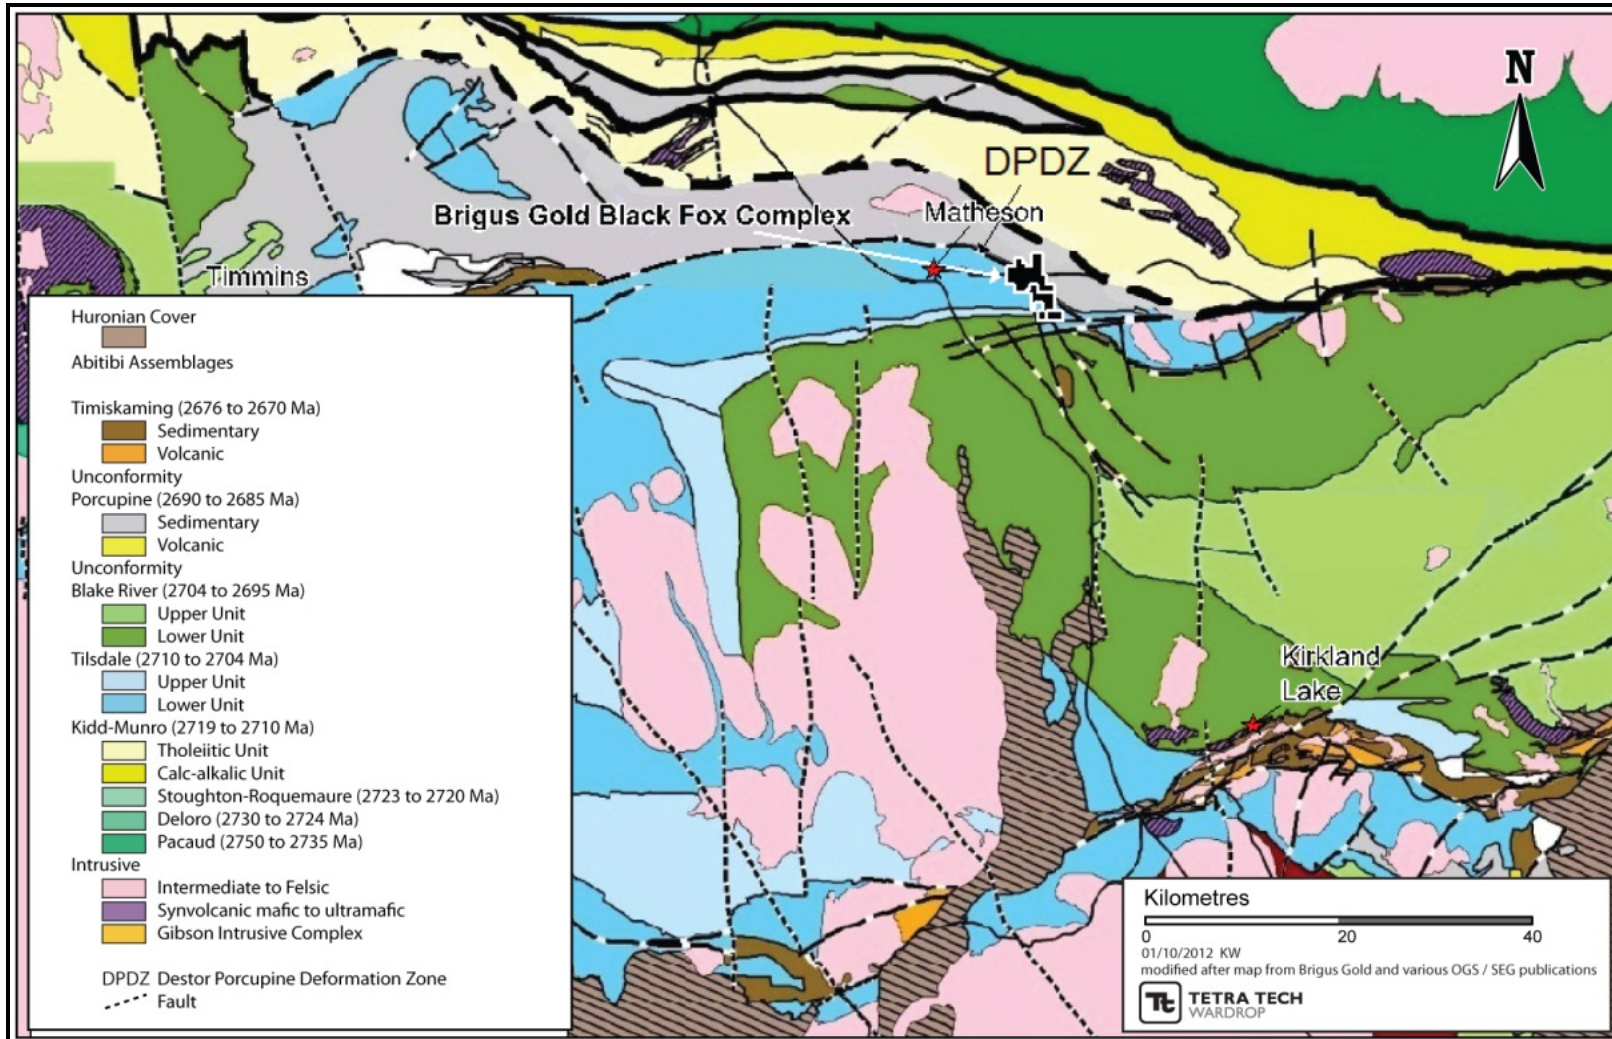 N
DPDZ
Brigus Gold Black Fox Complex
Matheson
Timmins
Huronian Cover
Abitibi Assemblages
Timiskaming (2676 to 2670 Ma)
Sedimentary
Volcanic
Unconformity
Porcupine (2690 to 2685 Ma)
Sedimentary
Volcanic
Unconformity
Blake River (2704 to 2695 Ma)
Upper Unit
Lower Unit
Tilsdale (2710 to 2704 Ma)
Upper Unit
Lower Unit
Kidd-Munro (2719 to 2710 Ma)
Tholeiitic Unit
Calc-alkalic Unit
Stoughton-Roquemaure (2723 to 2720 Ma)
Deloro (2730 to 2724 Ma)
Pacaud (2750 to 2735 Ma)
Intrusive
Intermediate to Felsic
Synvolcanic mafic to ultramafic
Gibson Intrusive Complex
DPDZ Destor Porcupine Deformation Zone
Fault
Kirkland
Lake
Kilometres
0 20 40
01/10/2012 KW
modified after map from Brigus Gold and various OGS / SEG publications
Tt TETRA TECH
WARDROP